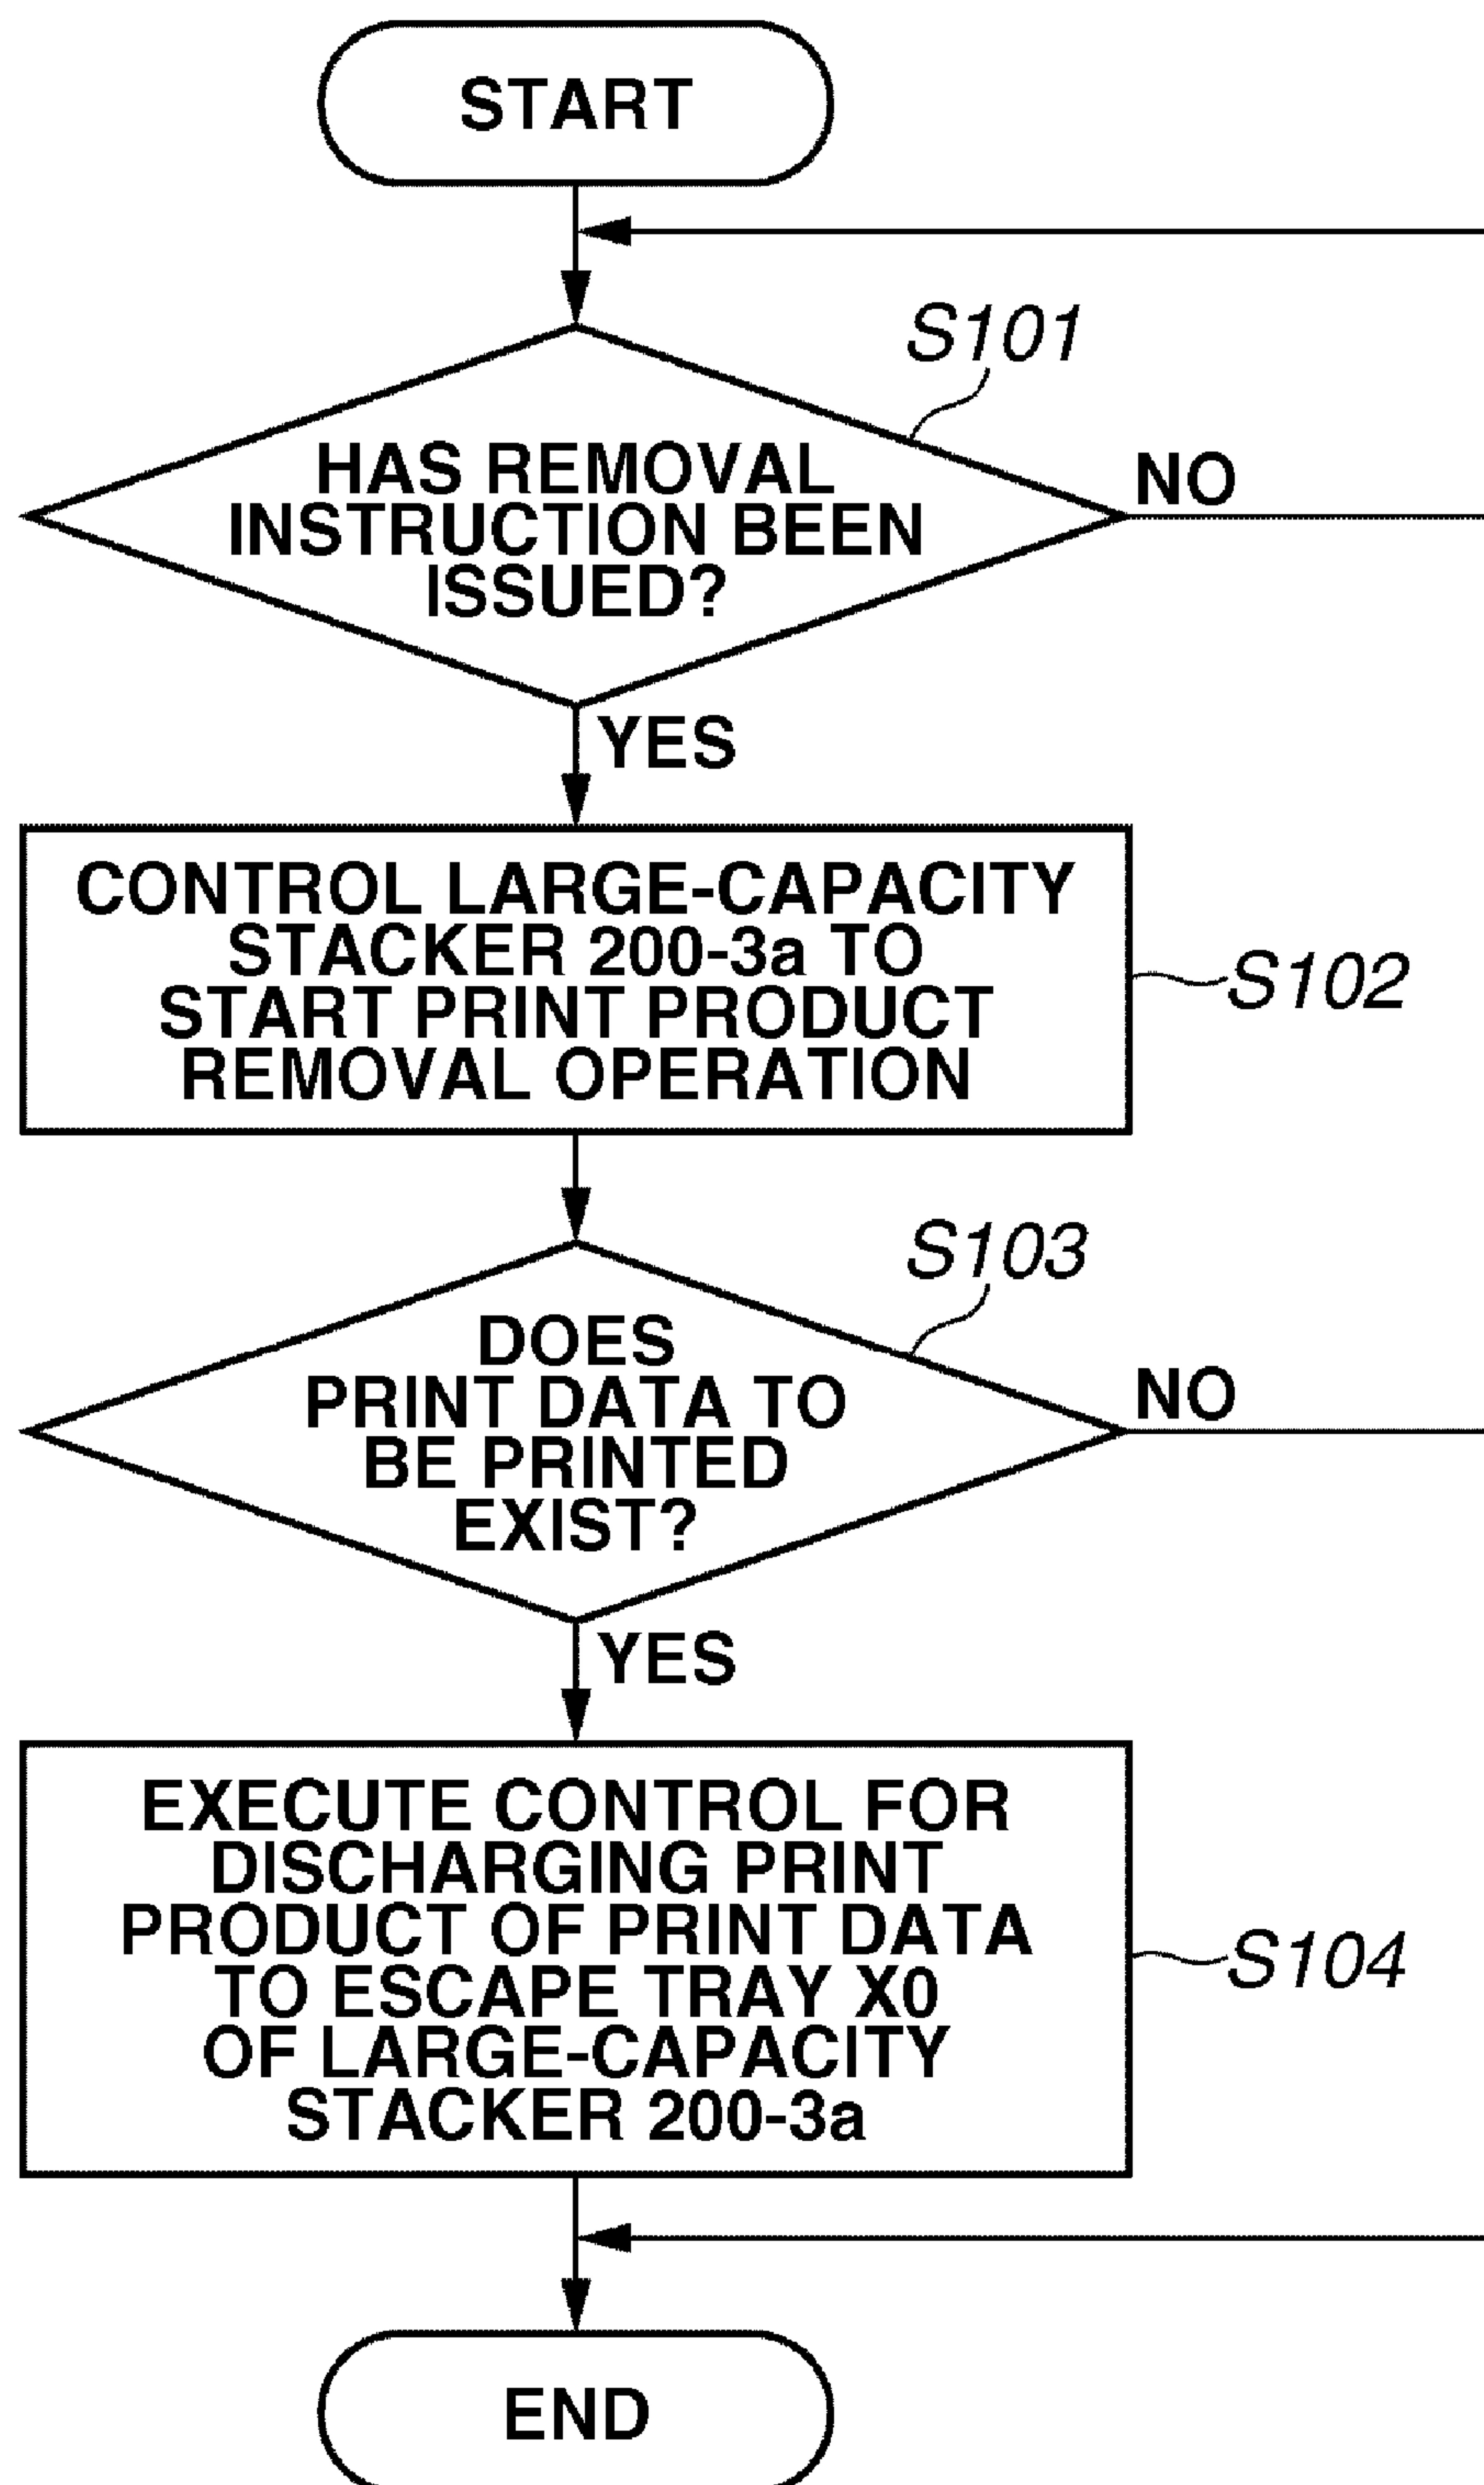 START
S101
HAS REMOVAL
INSTRUCTION BEEN
ISSUED?
NO
YES
CONTROL LARGE-CAPACITY
STACKER 200-3a TO
START PRINT PRODUCT
REMOVAL OPERATION
S102
S103
DOES
PRINT DATA TO
BE PRINTED
EXIST?
NO
YES
EXECUTE CONTROL FOR
DISCHARGING PRINT
PRODUCT OF PRINT DATA
TO ESCAPE TRAY X0
OF LARGE-CAPACITY
STACKER 200-3a
S104
END